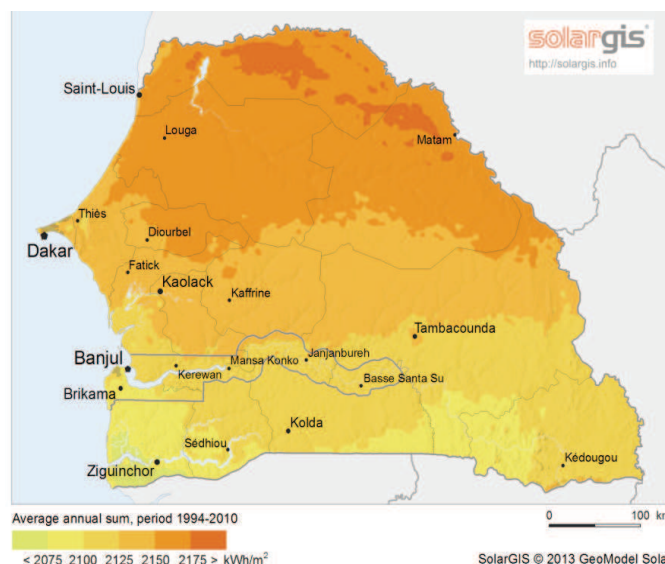 solargis
http://solargis.info
Saint-Louis
Louga
Matam
Thiès
Diourbel
Dakar
Fatick
Kaolack
Kaffrine
Tambacounda
Banjul
Kerewan
Mansa Konko
Janjanbureh
Basse Santa Su
Brikama
Kolda
Sédhiou
Ziguinchor
Kédougou
Average annual sum, period 1994-2010
0 100 km
< 2075 2100 2125 2150 2175 > kWh/m²
SolarGIS © 2013 GeoModel Sola